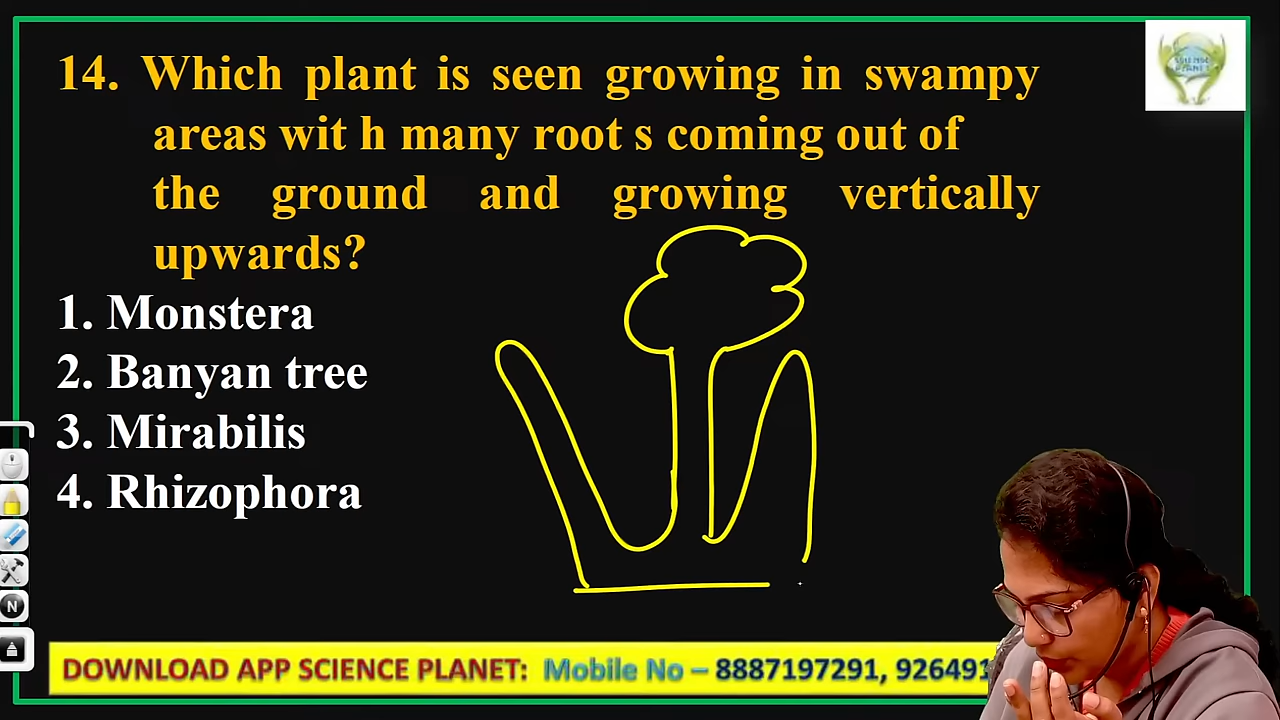 14. Which plant is seen growing in swampy
areas wit h many root s coming out of
the ground and growing vertically
upwards?
1. Monstera
2. Banyan tree
3. Mirabilis
4. Rhizophora
N
DOWNLOAD APP SCIENCE PLANET: Mobile No – 8887197291, 926491